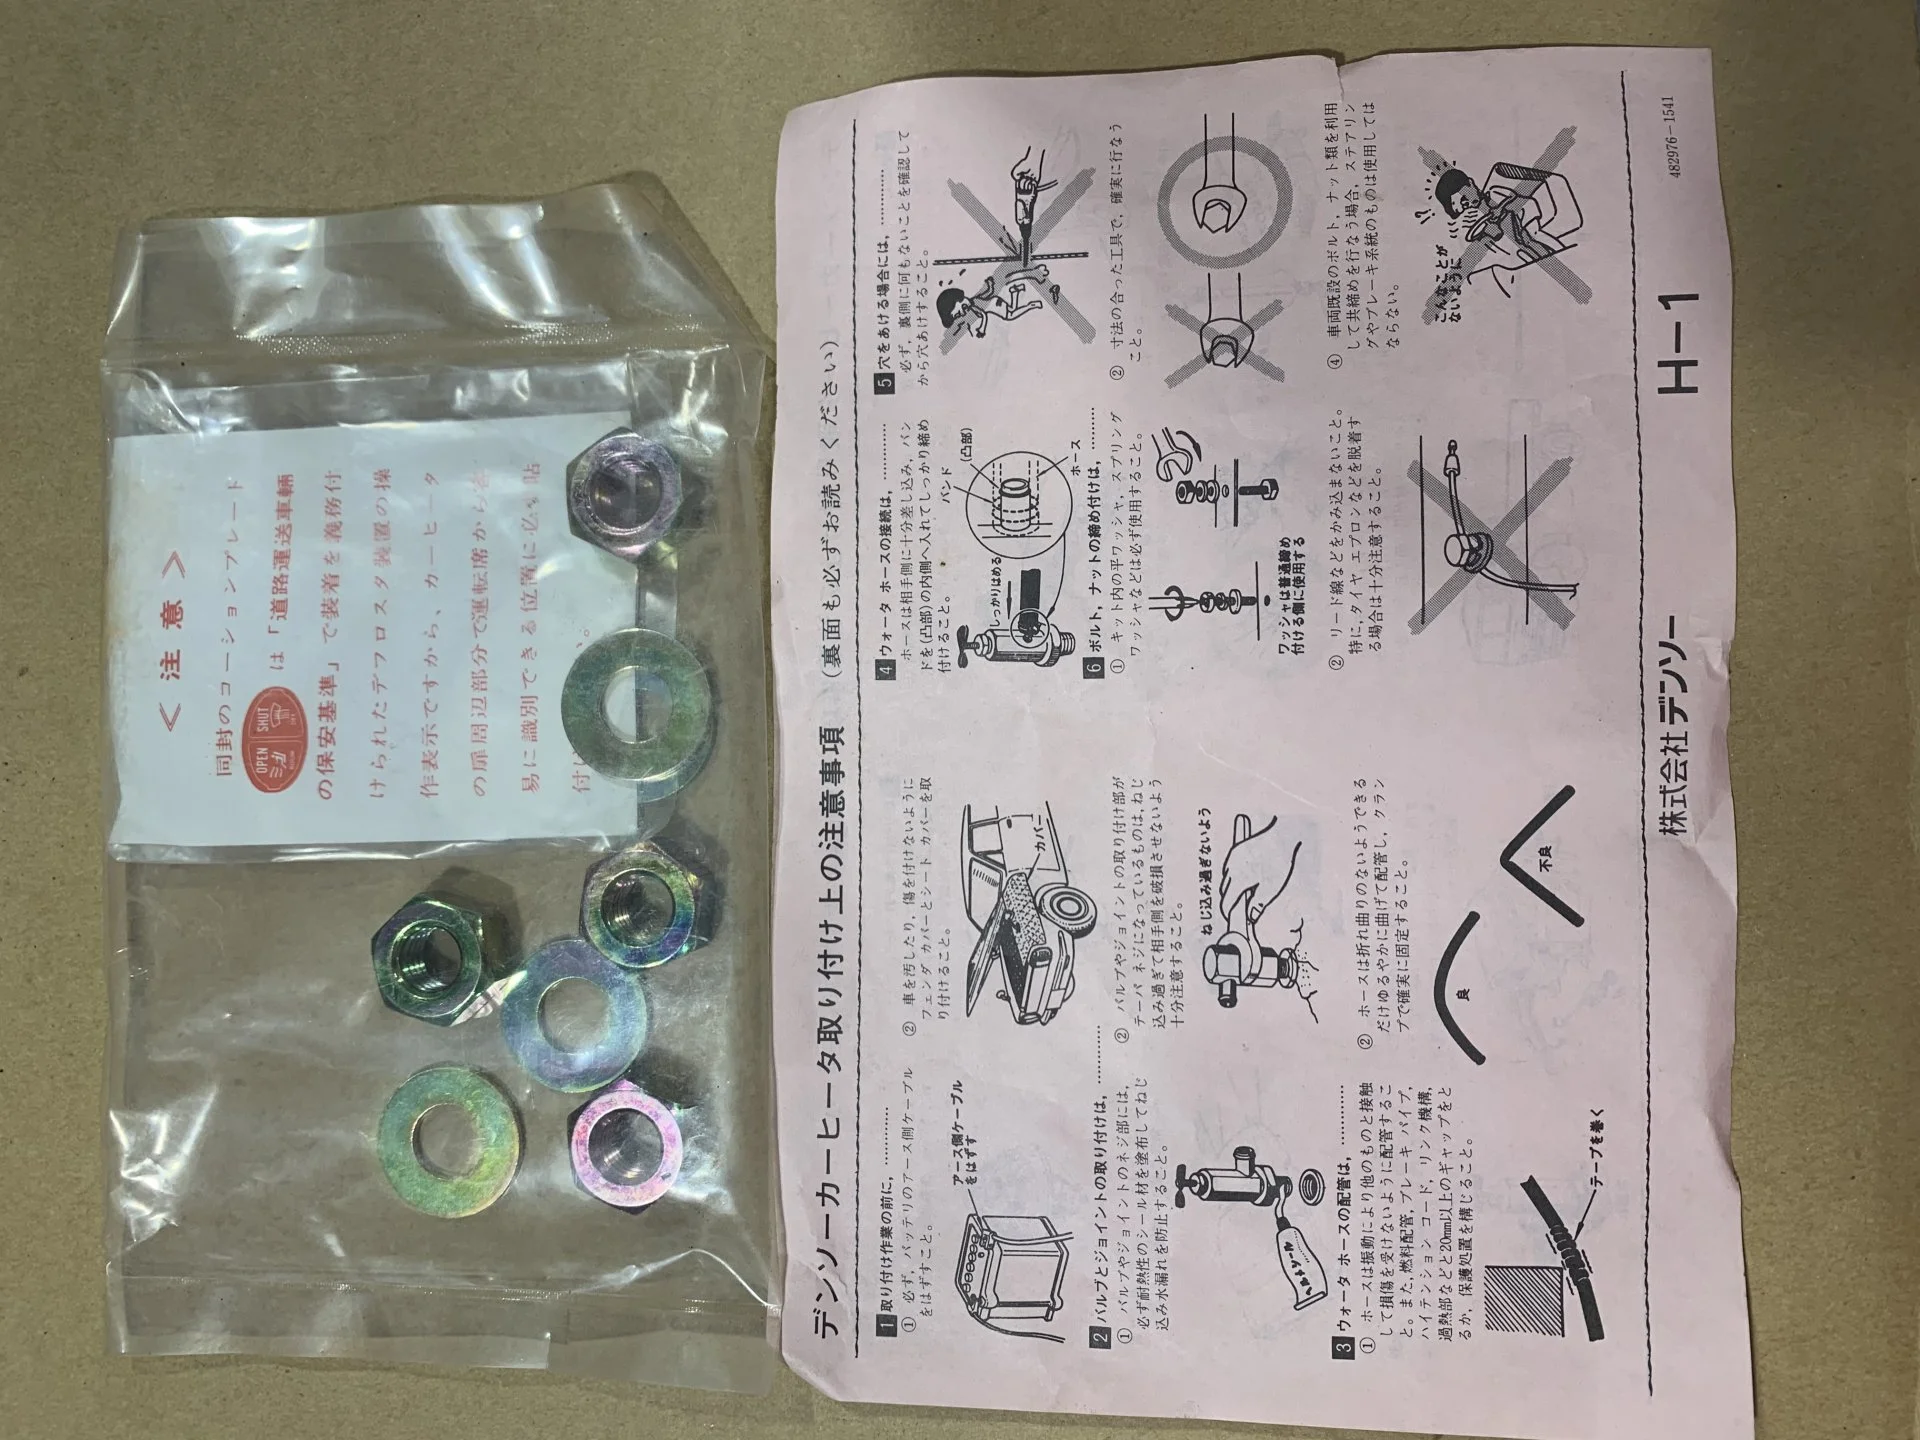 ＜ 注 意 ＞
同封のコーションプレート
OPEN
SHUT
は「道路運送車輛
の保安基準」で装着を義務付
けられたデフロスタ装置の操
作表示ですから、カーヒータ
の扉周辺部分で運転席から容
易に識別できる位置に必ず貼
付け
デンソーカーヒータ取り付け上の注意事項（裏面も必ずお読みください）
1 取り付け作業の前に，…………
① 必ず，バッテリのアース側ケーブル
をはずすこと。
アース側ケーブル
をはずす
② 車を汚したり，傷を付けないように
フェンダ カバーとシート カバーを取
り付けること。
カバー
2 バルブとジョイントの取り付けは，…………
① バルブやジョイントのネジ部には，
必ず耐熱性のシール材を塗布してねじ
込み水漏れを防止すること。
② バルブやジョイントの取り付け部が
テーパ ネジになっているものは，ねじ
込み過ぎて相手側を破損させないよう
十分注意すること。
ねじ込み過ぎないよう
3 ウォータ ホースの配管は，…………
① ホースは振動により他のものと接触
して損傷を受けないように配管するこ
と。また，燃料配管，ブレーキ パイプ，
ハイテンション コード，リンク機構，
過熱部などと20mm以上のギャップをと
るか，保護処置を構じること。
テープを巻く
② ホースは折れ曲りのないようできる
だけゆるやかに曲げて配管し，クラン
プで確実に固定すること。
良
不良
4 ウォータ ホースの接続は，…………
ホースは相手側に十分差し込み，バン
ドを(凸部)の内側へ入れてしっかり締め
付けること。
しっかりはめる
バンド
(凸部)
ホース
5 穴をあける場合には，…………
必ず，裏側に何もないことを確認して
から穴あけすること。
6 ボルト，ナットの締め付けは，…………
① キット内の平ワッシャ，スプリング
ワッシャなどは必ず使用すること。
ワッシャは普通締め
付ける側に使用する
② 寸法の合った工具で，確実に行なう
こと。
② リード線などをかみ込まないこと。
特に，タイヤ エプロンなどを脱着す
る場合は十分注意すること。
④ 車両既設のボルト，ナット類を利用
して共締めを行なう場合，ステアリン
グやブレーキ系統のものは使用しては
ならない。
こんなことが
ないように
株式会社デンソー
H－1
482976－1541